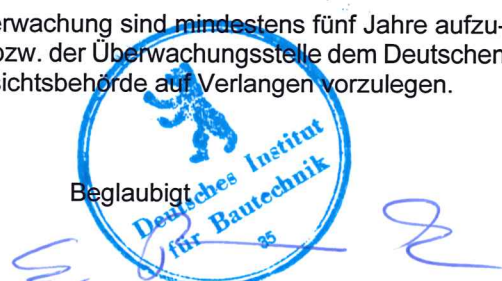 erwachung sind mindestens fünf Jahre aufzu-
bzw. der Überwachungsstelle dem Deutschen
sichtsbehörde auf Verlangen vorzulegen.
Beglaubigt
Deutsches Institut
für Bautechnik
35